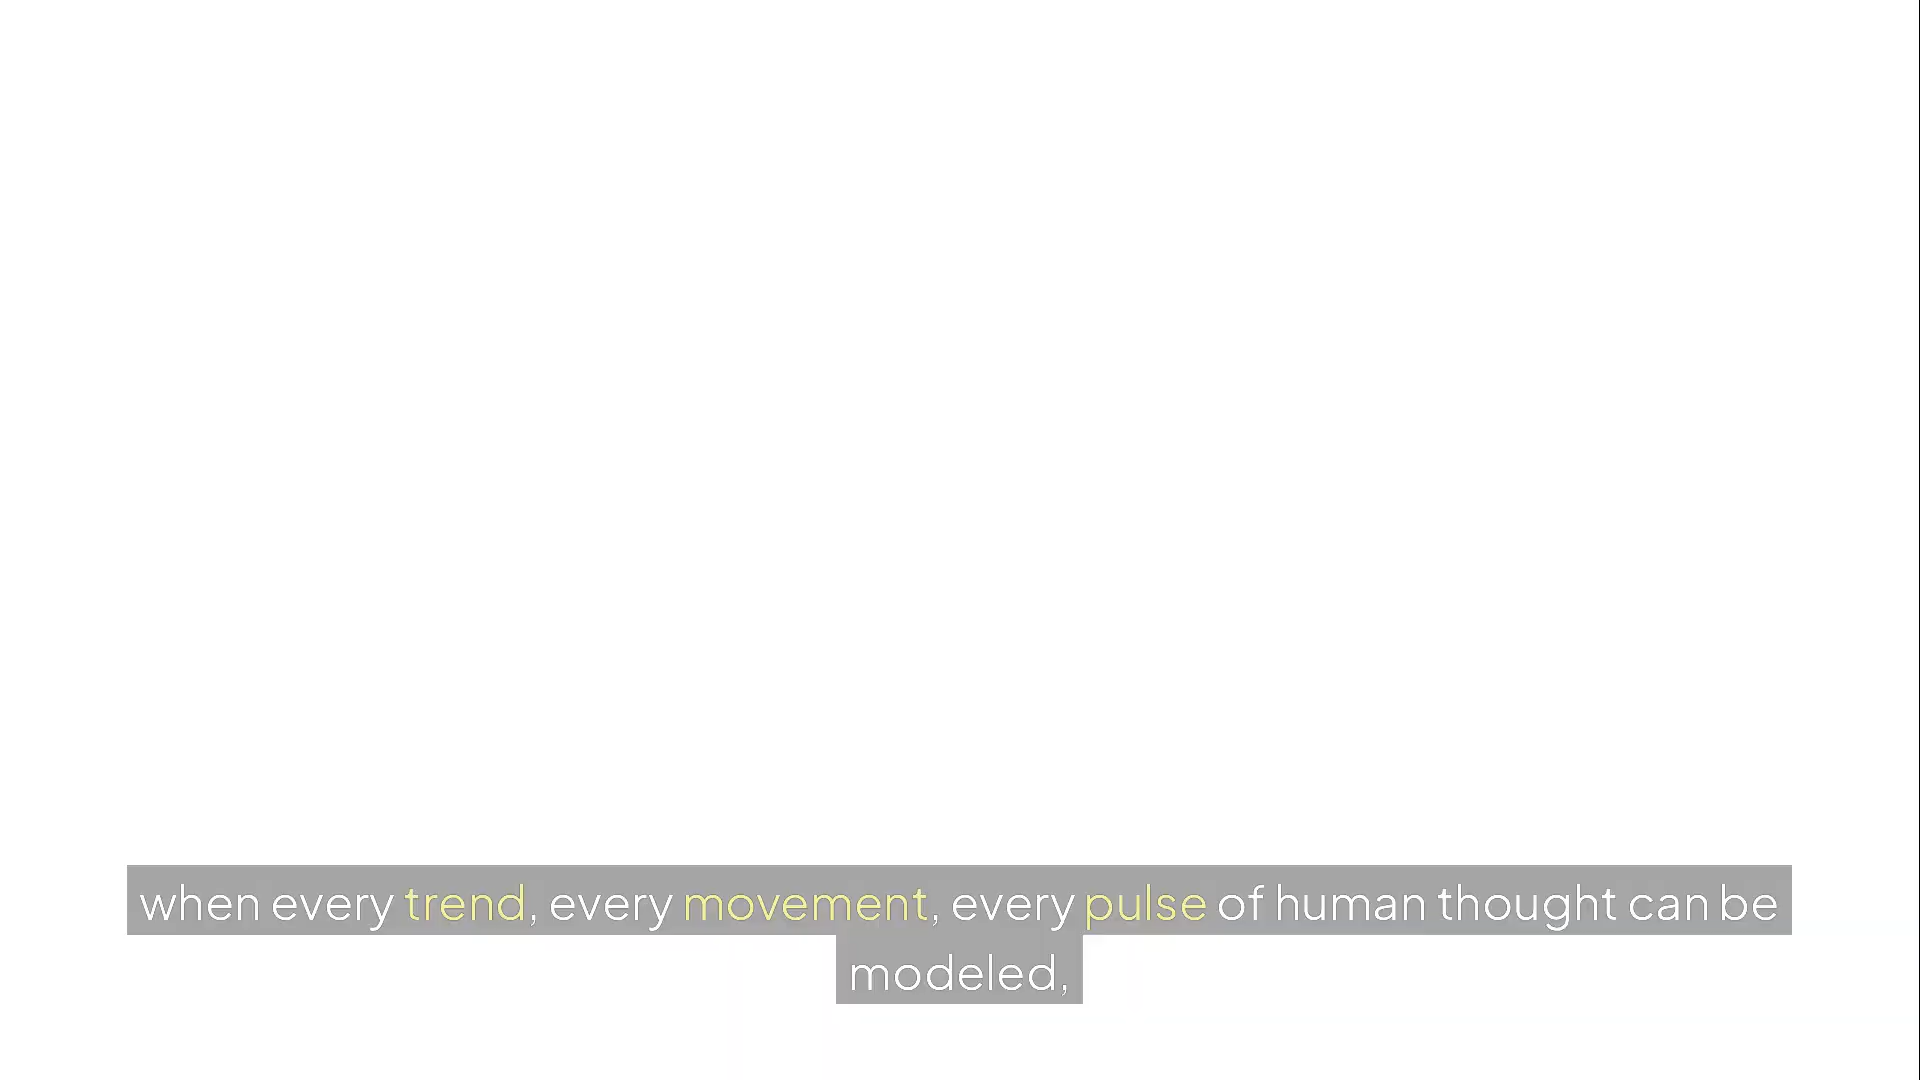 when every trend, every movement, every pulse of human thought can be
modeled,